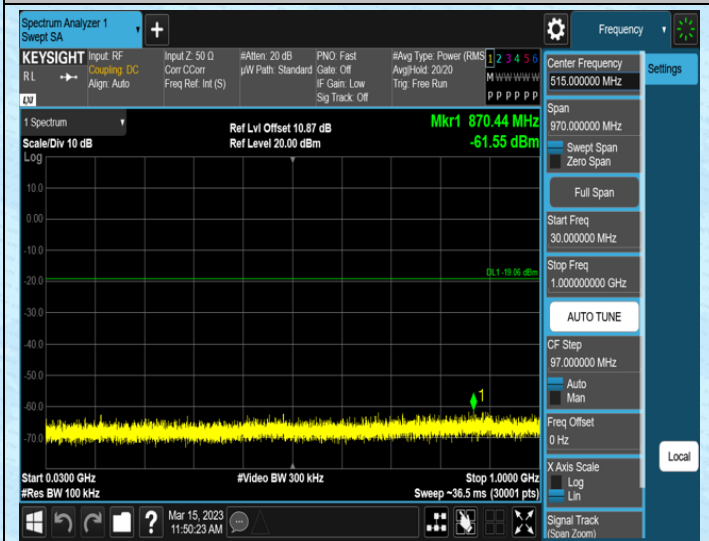 Spectrum Analyzer 1
Swept SA
+
Frequency
KEYSIGHT
RL
LXI
Input: RF
Coupling: DC
Align: Auto
Input Z: 50 Ω
Corr CCorr
Freq Ref: Int (S)
#Atten: 20 dB
µW Path: Standard
PNO: Fast
Gate: Off
IF Gain: Low
Sig Track: Off
#Avg Type: Power (RMS
Avg|Hold: 20/20
Trig: Free Run
1 2 3 4 5 6
M W W W W W
P P P P P P
Center Frequency
515.000000 MHz
Settings
Span
970.000000 MHz
Swept Span
Zero Span
Full Span
Start Freq
30.000000 MHz
Stop Freq
1.000000000 GHz
AUTO TUNE
CF Step
97.000000 MHz
Auto
Man
Freq Offset
0 Hz
X Axis Scale
Log
Lin
Signal Track
(Span Zoom)
Local
1 Spectrum
Scale/Div 10 dB
Ref Lvl Offset 10.87 dB
Ref Level 20.00 dBm
Mkr1 870.44 MHz
-61.55 dBm
Log
10.0
0.00
-10.0
-20.0
DL1 -19.06 dBm
-30.0
-40.0
-50.0
-60.0
1
-70.0
Start 0.0300 GHz
#Video BW 300 kHz
Stop 1.0000 GHz
#Res BW 100 kHz
Sweep ~36.5 ms (30001 pts)
?
Mar 15, 2023
11:50:23 AM